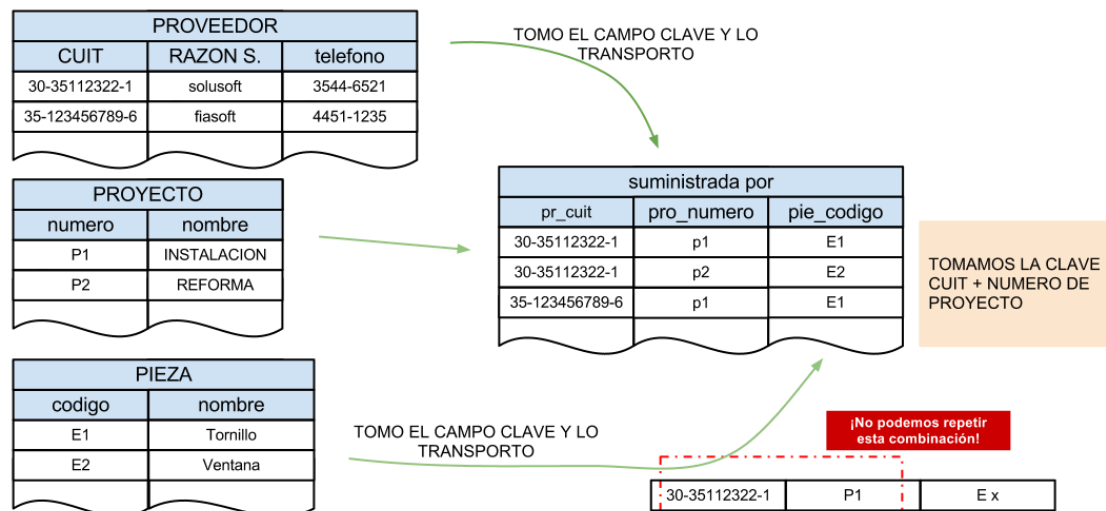 PROVEEDOR
CUIT RAZON S. telefono
30-35112322-1 solusoft 3544-6521
35-123456789-6 fiasoft 4451-1235
TOMO EL CAMPO CLAVE Y LO
TRANSPORTO
PROYECTO
numero nombre
P1 INSTALACION
P2 REFORMA
suministrada por
pr_cuit pro_numero pie_codigo
30-35112322-1 p1 E1
30-35112322-1 p2 E2
35-123456789-6 p1 E1
TOMAMOS LA CLAVE
CUIT + NUMERO DE
PROYECTO
PIEZA
codigo nombre
E1 Tornillo
E2 Ventana
TOMO EL CAMPO CLAVE Y LO
TRANSPORTO
¡No podemos repetir
esta combinación!
30-35112322-1 P1 E x